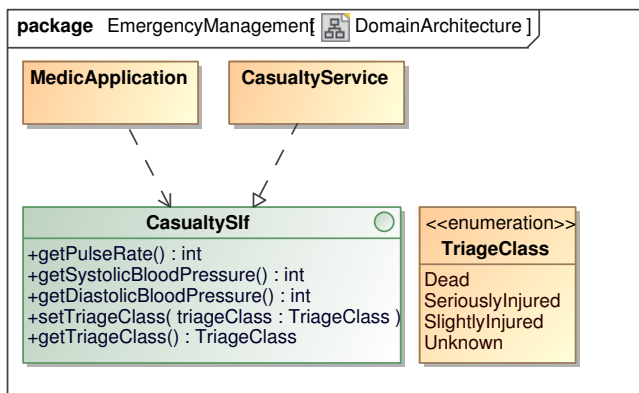 package EmergencyManagement[ DomainArchitecture ]
MedicApplication
CasualtyService
CasualtySIf
+getPulseRate() : int
+getSystolicBloodPressure() : int
+getDiastolicBloodPressure() : int
+setTriageClass( triageClass : TriageClass )
+getTriageClass() : TriageClass
<<enumeration>>
TriageClass
Dead
SeriouslyInjured
SlightlyInjured
Unknown